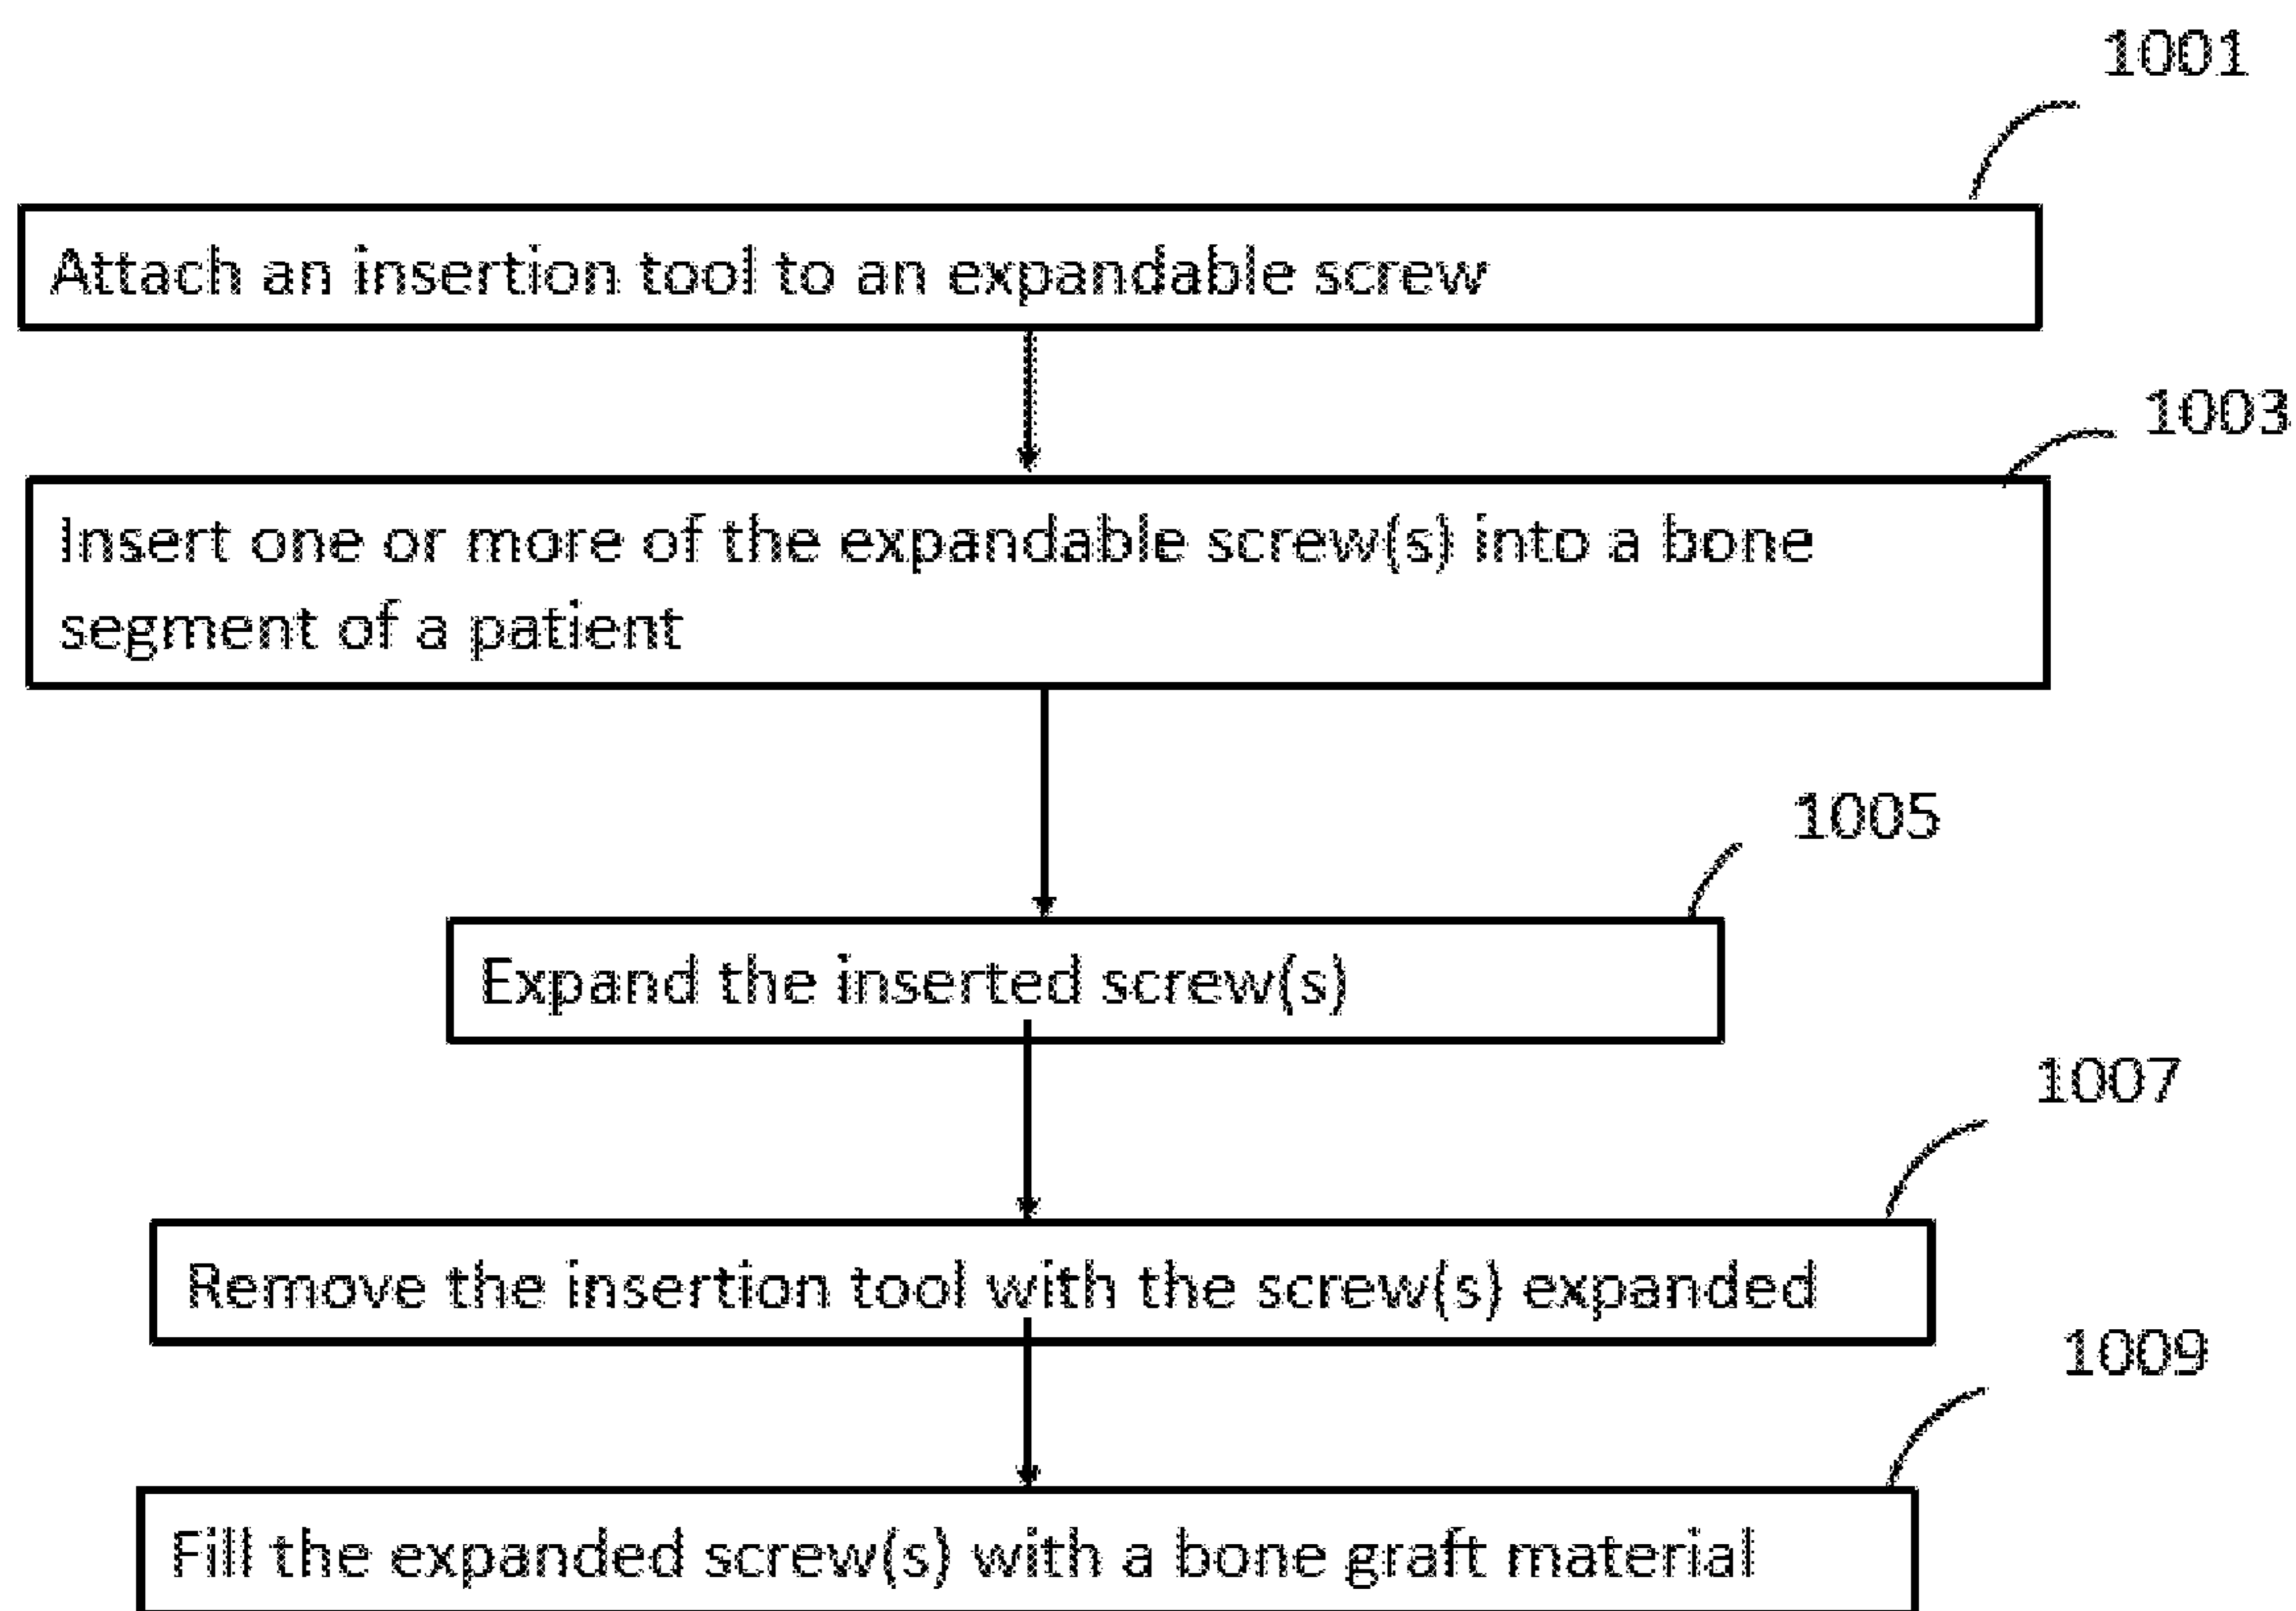 1001
Attach an insertion tool to an expandable screw
1003
Insert one or more of the expandable screw(s) into a bone
segment of a patient
1005
Expand the inserted screw(s)
1007
Remove the insertion tool with the screw(s) expanded
1009
Fill the expanded screw(s) with a bone graft material